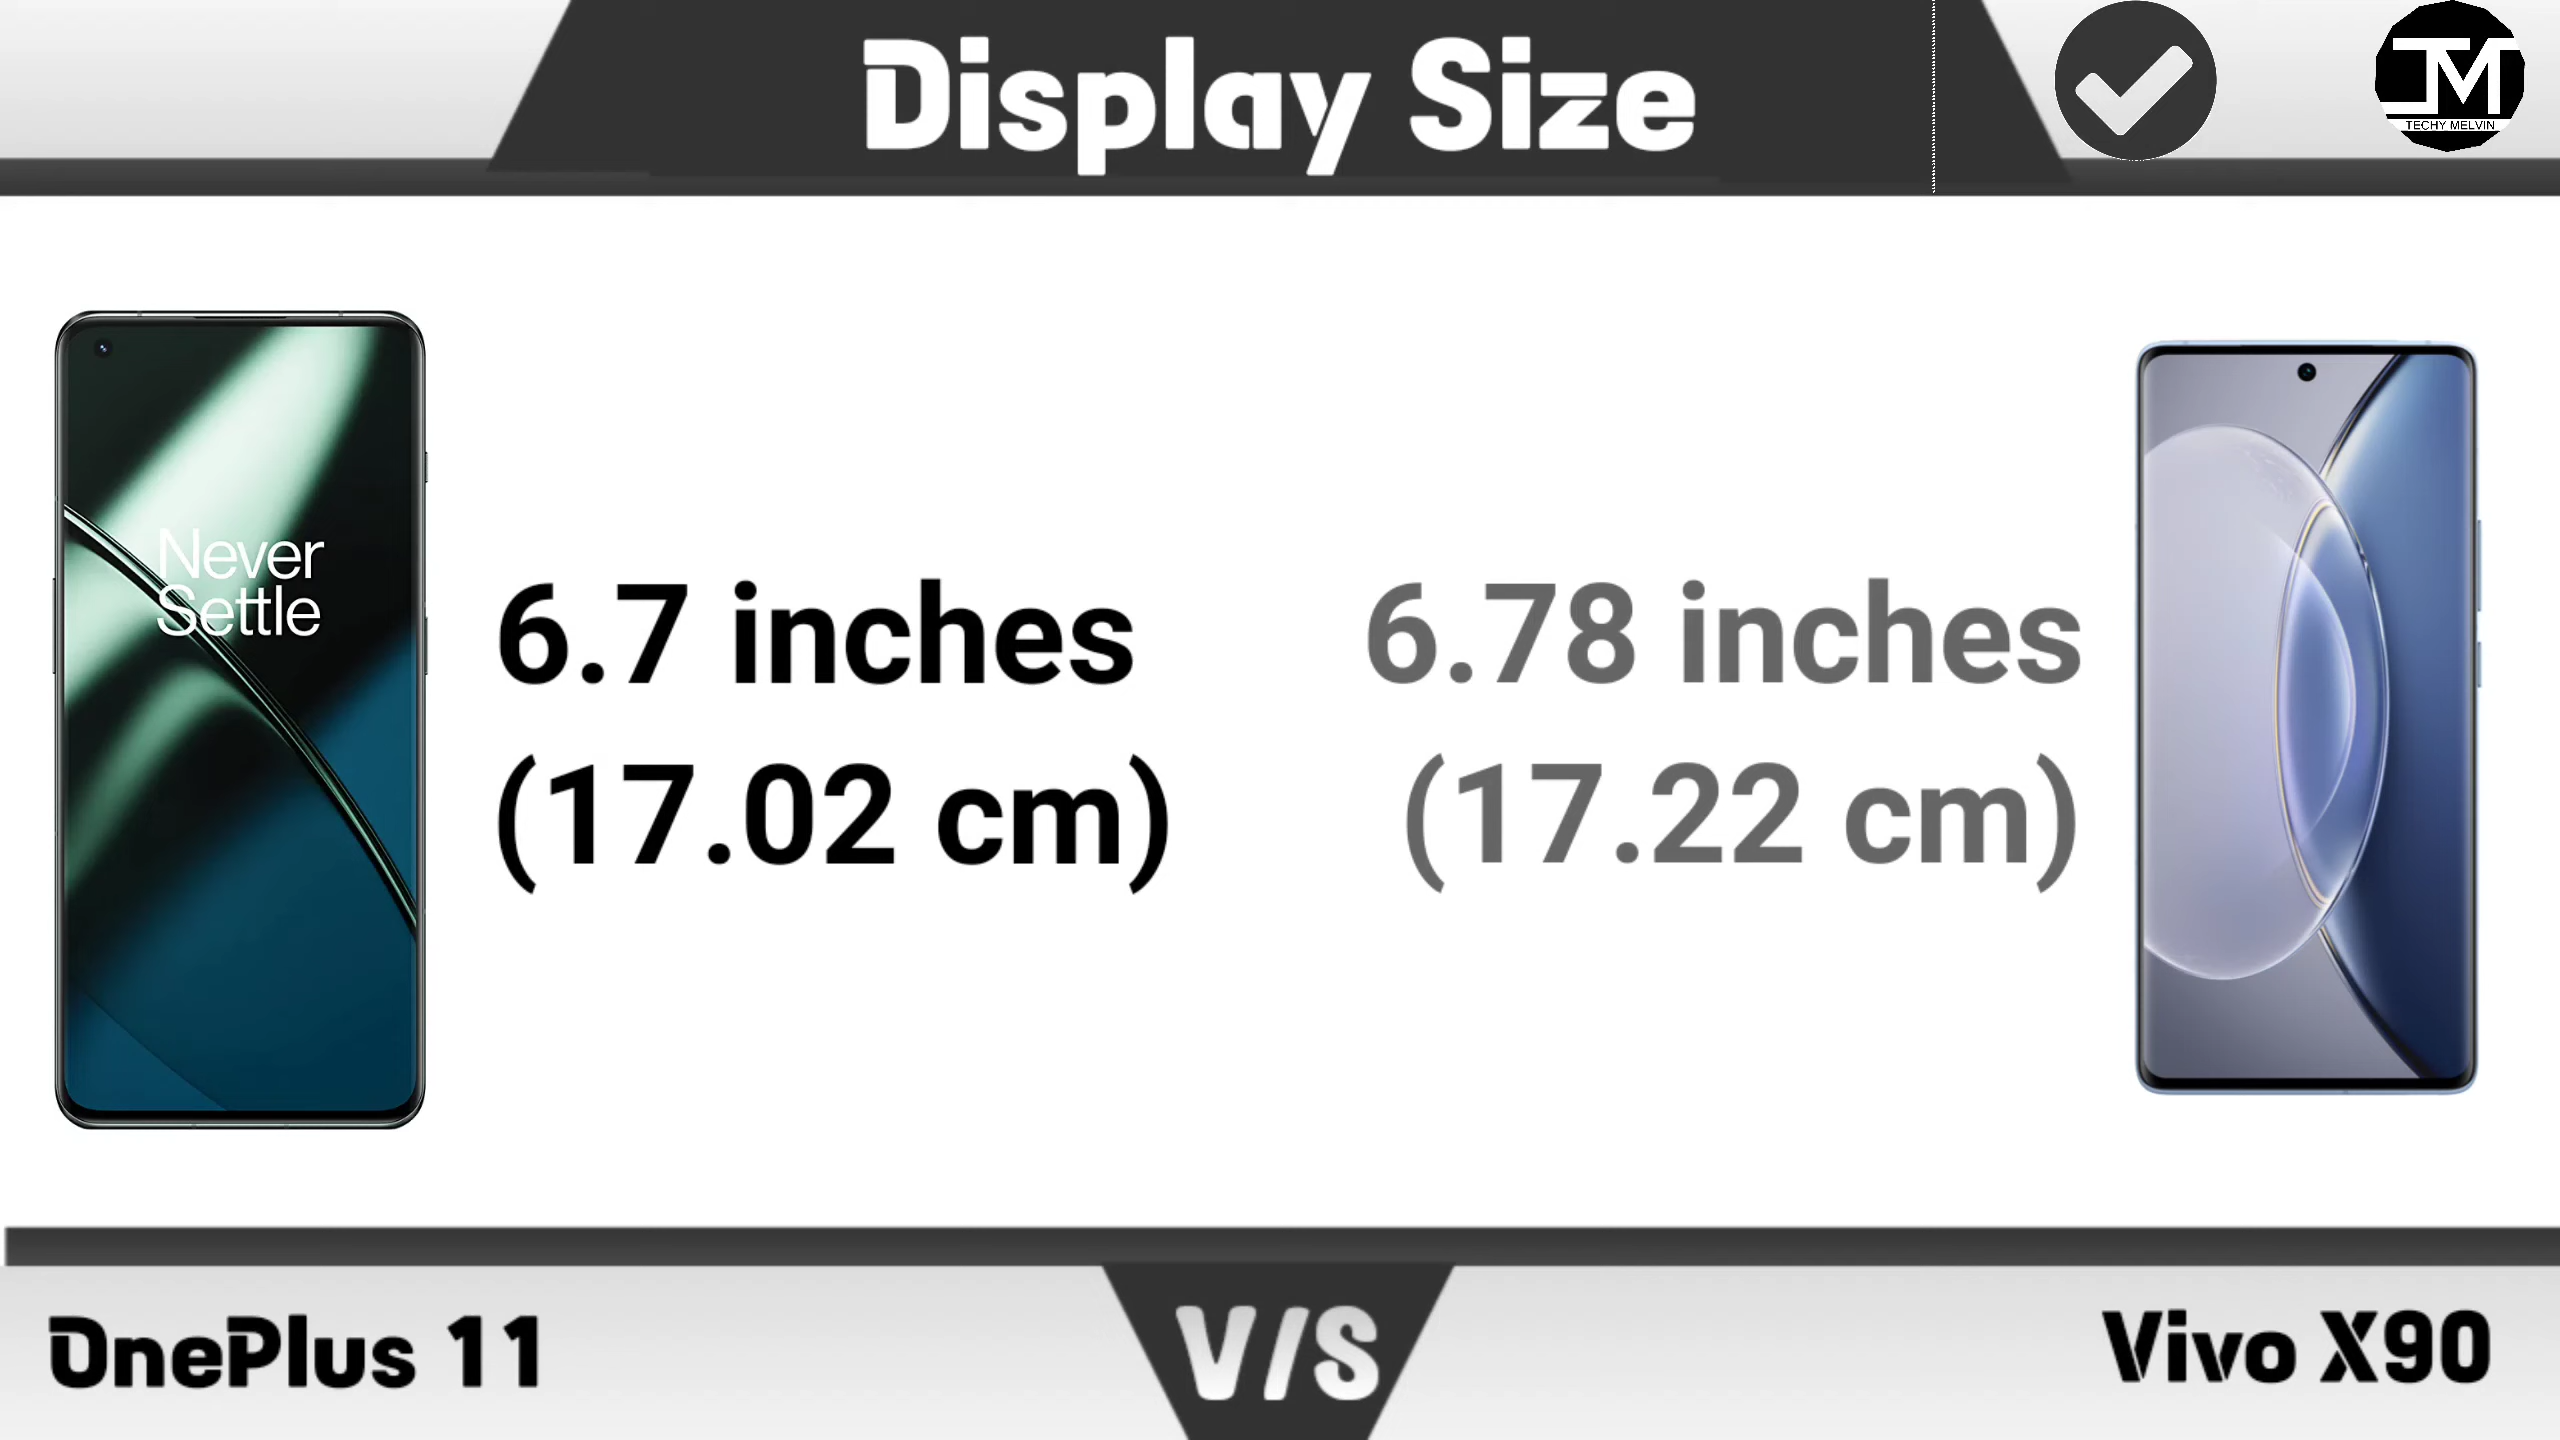 Display Size
TECHY MELVIN
Never
Settle
6.7 inches
(17.02 cm)
6.78 inches
(17.22 cm)
OnePlus 11
V/S
Vivo X90